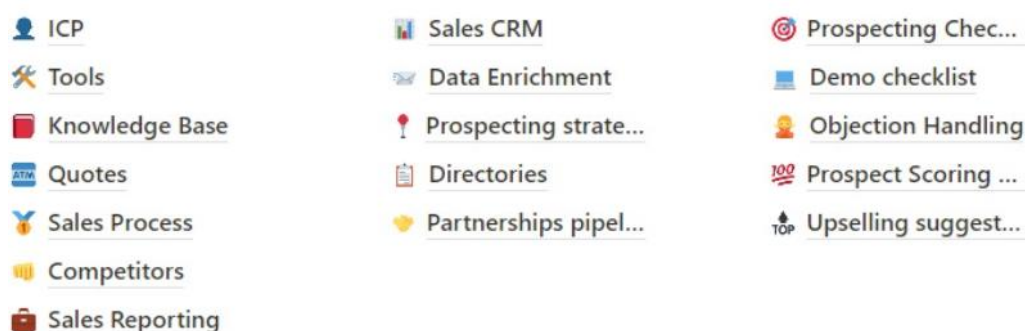 ICP
Tools
Knowledge Base
Quotes
Sales Process
Competitors
Sales Reporting
Sales CRM
Data Enrichment
Prospecting strate...
Directories
Partnerships pipel...
Prospecting Chec...
Demo checklist
Objection Handling
Prospect Scoring ...
Upselling suggest...